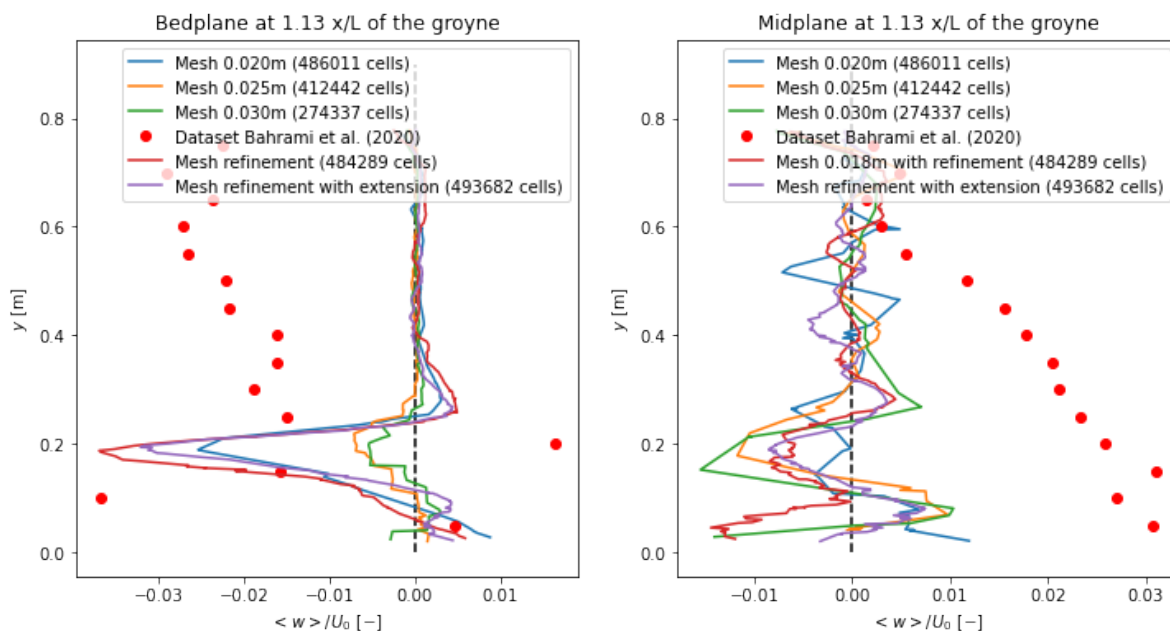 Bedplane at 1.13 x/L of the groyne
Mesh 0.020m (486011 cells)
Mesh 0.025m (412442 cells)
Mesh 0.030m (274337 cells)
Dataset Bahrami et al. (2020)
Mesh refinement (484289 cells)
Mesh refinement with extension (493682 cells)
0.8
0.6
0.4
0.2
0.0
y [m]
−0.03
−0.02
−0.01
0.00
0.01
< w > /U₀ [−]
Midplane at 1.13 x/L of the groyne
Mesh 0.020m (486011 cells)
Mesh 0.025m (412442 cells)
Mesh 0.030m (274337 cells)
Dataset Bahrami et al. (2020)
Mesh 0.018m with refinement (484289 cells)
Mesh refinement with extension (493682 cells)
0.8
0.6
0.4
0.2
0.0
y [m]
−0.01
0.00
0.01
0.02
0.03
< w > /U₀ [−]